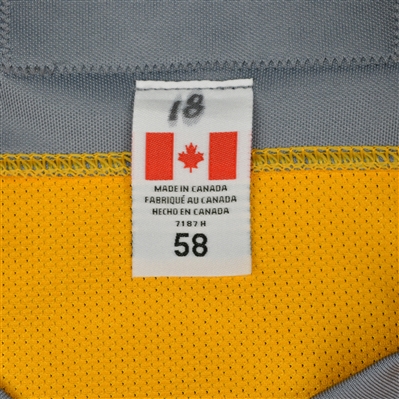 18
MADE IN CANADA
FABRIQUÉ AU CANADA
HECHO EN CANADA
7187 H
58